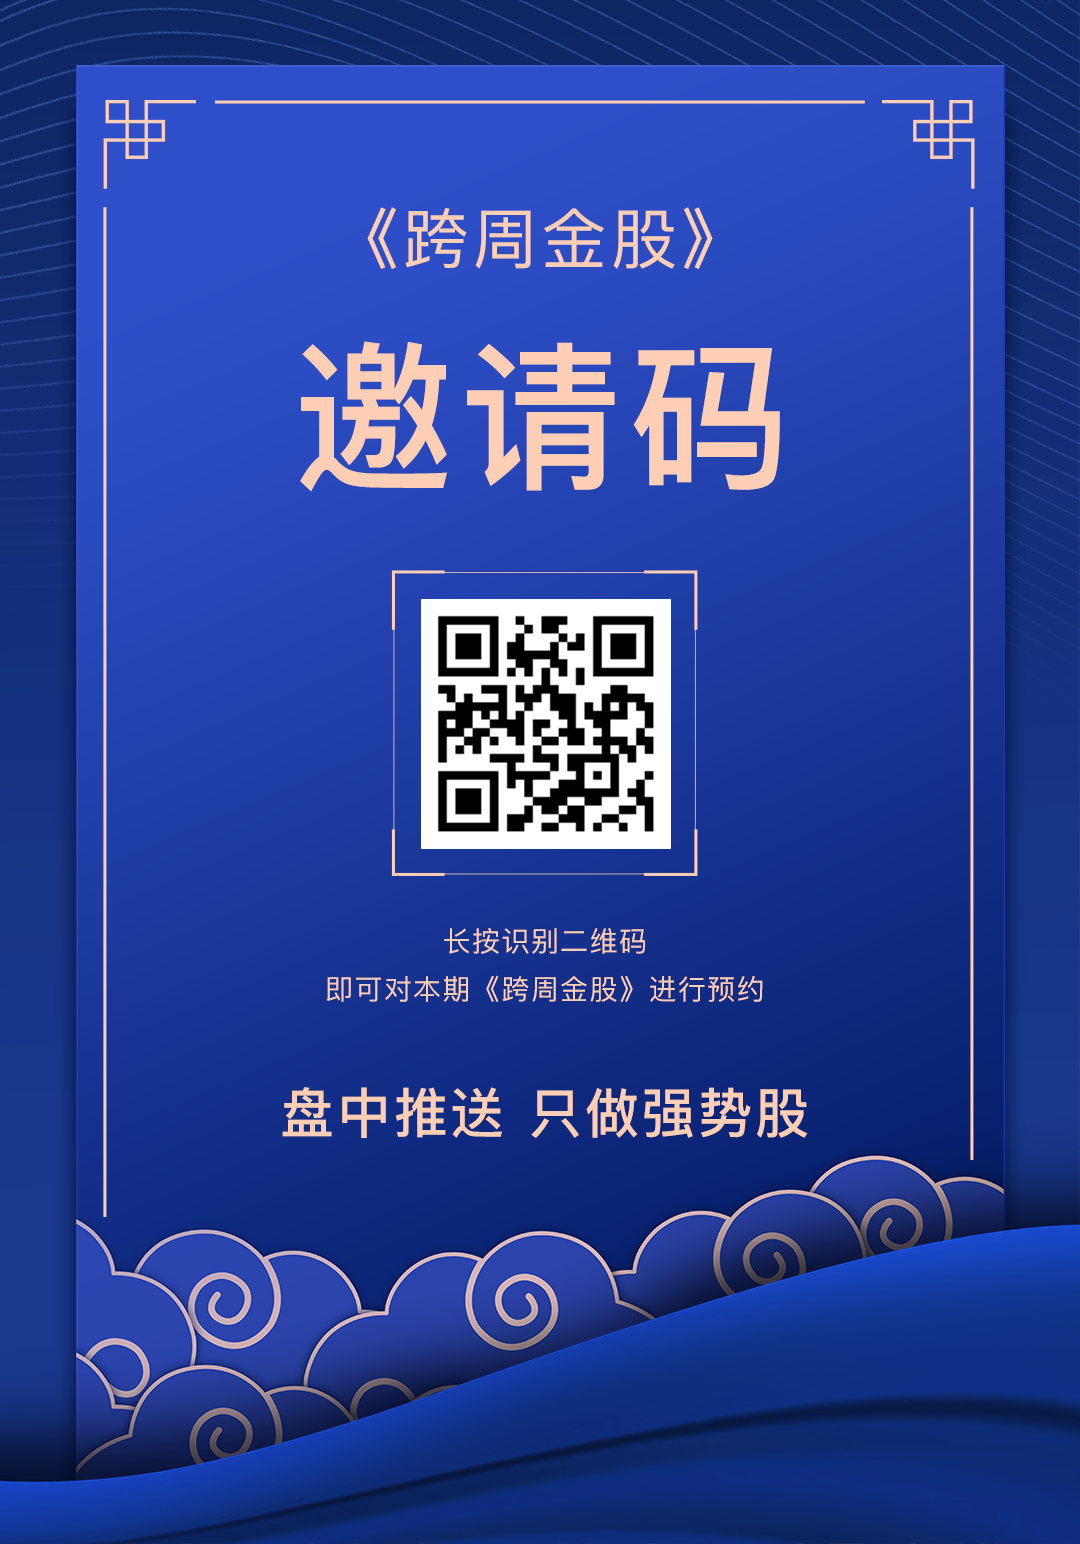 《跨周金股》
邀请码
长按识别二维码
即可对本期《跨周金股》进行预约
盘中推送 只做强势股